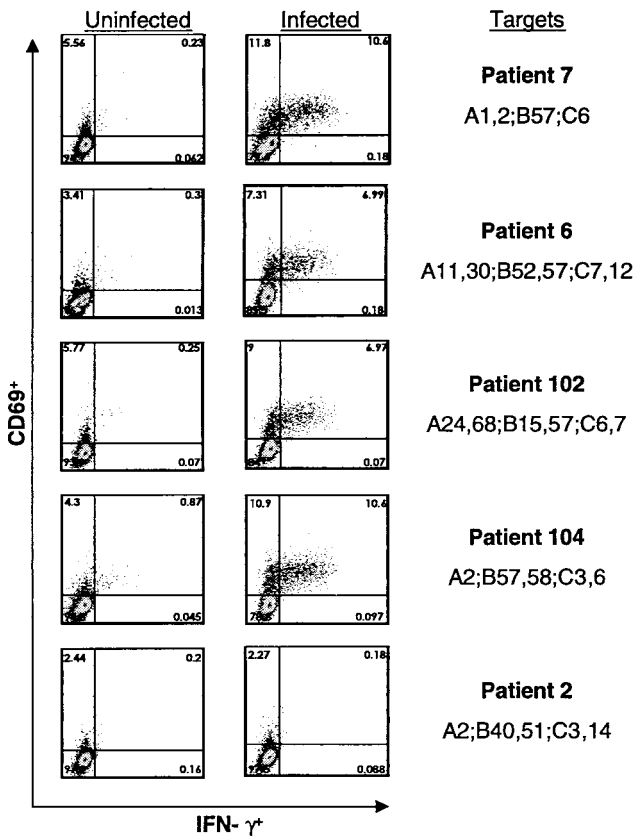 Uninfected Infected Targets
5.56 0.23 11.8 10.6
Patient 7
A1,2;B57;C6
0.062 0.18
3.41 0.3 7.31 6.99
Patient 6
A11,30;B52,57;C7,12
0.013 0.18
5.77 0.25 9 6.97
Patient 102
A24,68;B15,57;C6,7
0.07 0.07
4.3 0.87 10.9 10.6
Patient 104
A2;B57,58;C3,6
0.045 0.097
2.44 0.2 2.27 0.18
Patient 2
A2;B40,51;C3,14
0.16 0.088
CD69+
IFN- γ+